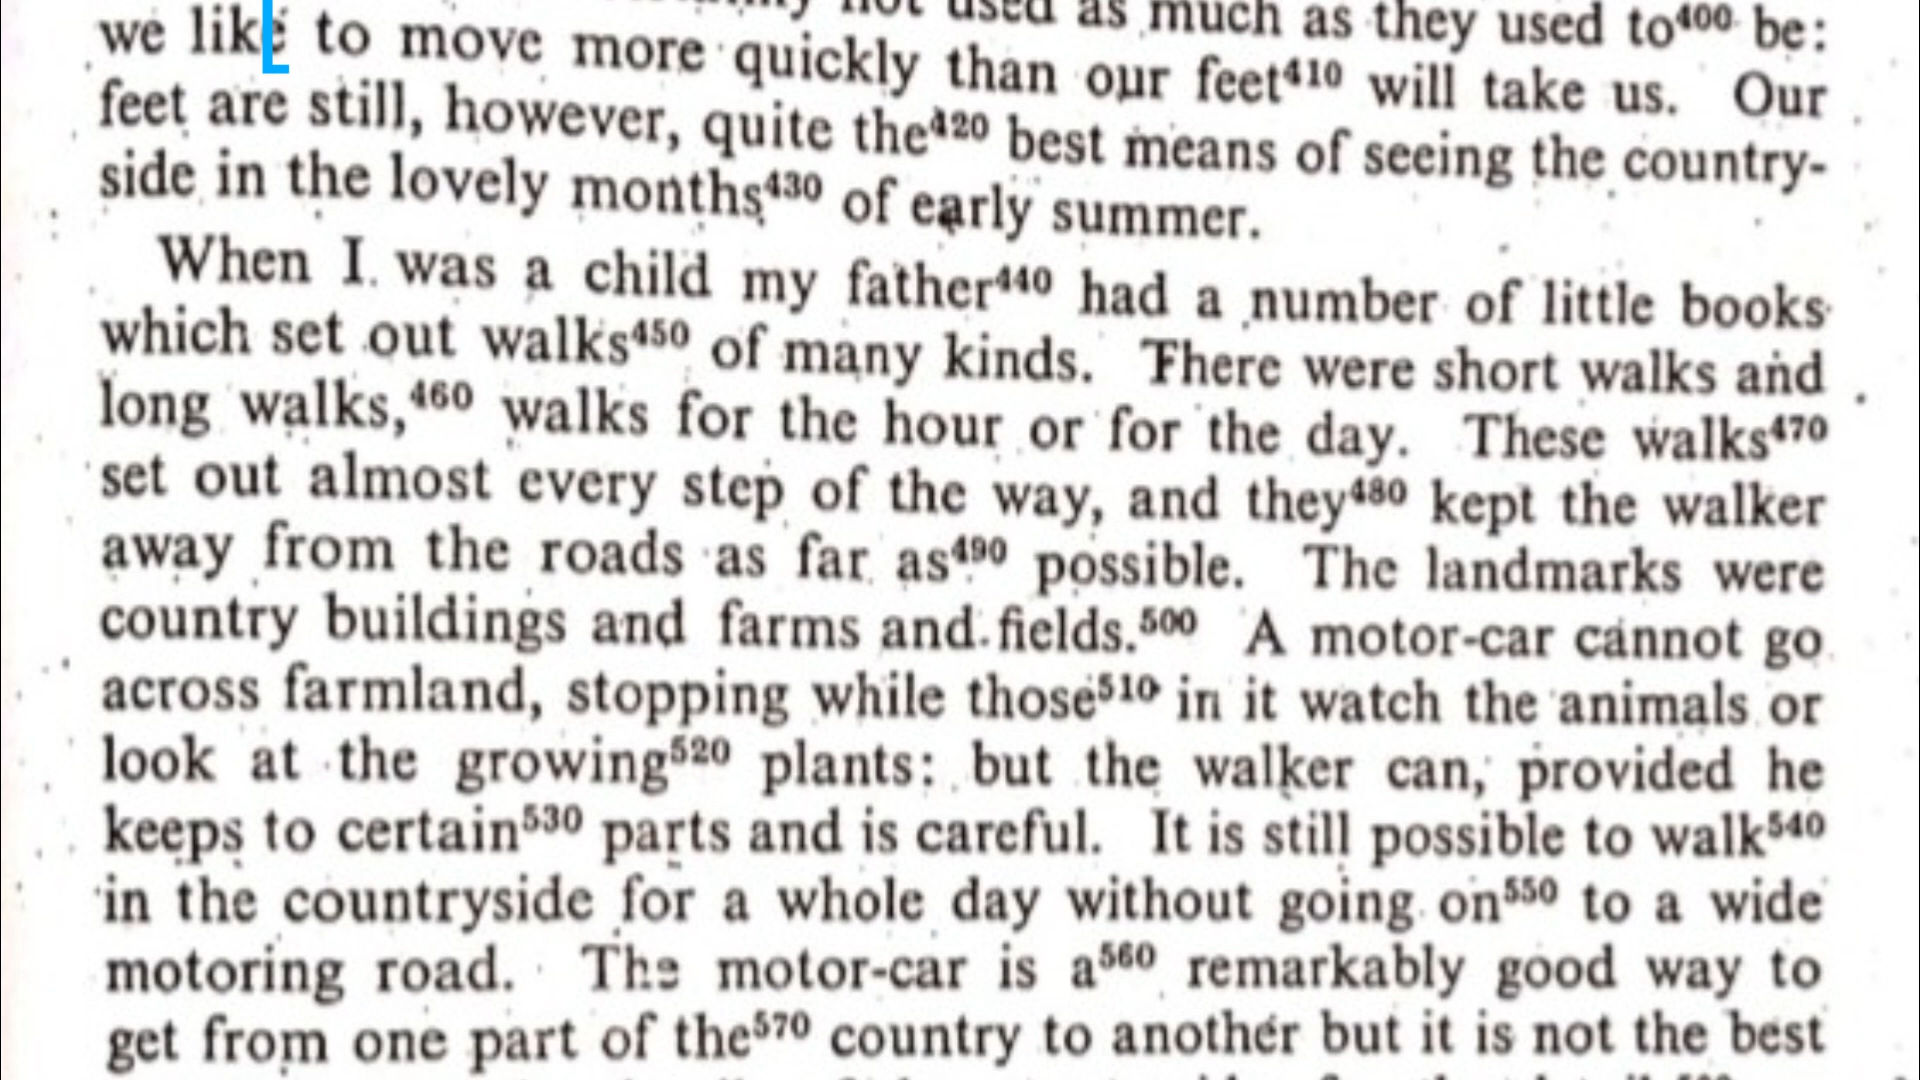 not used as much as they used to400 be:
we like to move more quickly than our feet410 will take us. Our
feet are still, however, quite the420 best means of seeing the country-
side in the lovely months430 of early summer.
When I was a child my father440 had a number of little books
which set out walks450 of many kinds. There were short walks and
long walks,460 walks for the hour or for the day. These walks470
set out almost every step of the way, and they480 kept the walker
away from the roads as far as490 possible. The landmarks were
country buildings and farms and fields.500 A motor-car cannot go
across farmland, stopping while those510 in it watch the animals or
look at the growing520 plants: but the walker can, provided he
keeps to certain530 parts and is careful. It is still possible to walk540
in the countryside for a whole day without going on550 to a wide
motoring road. The motor-car is a560 remarkably good way to
get from one part of the570 country to another but it is not the best